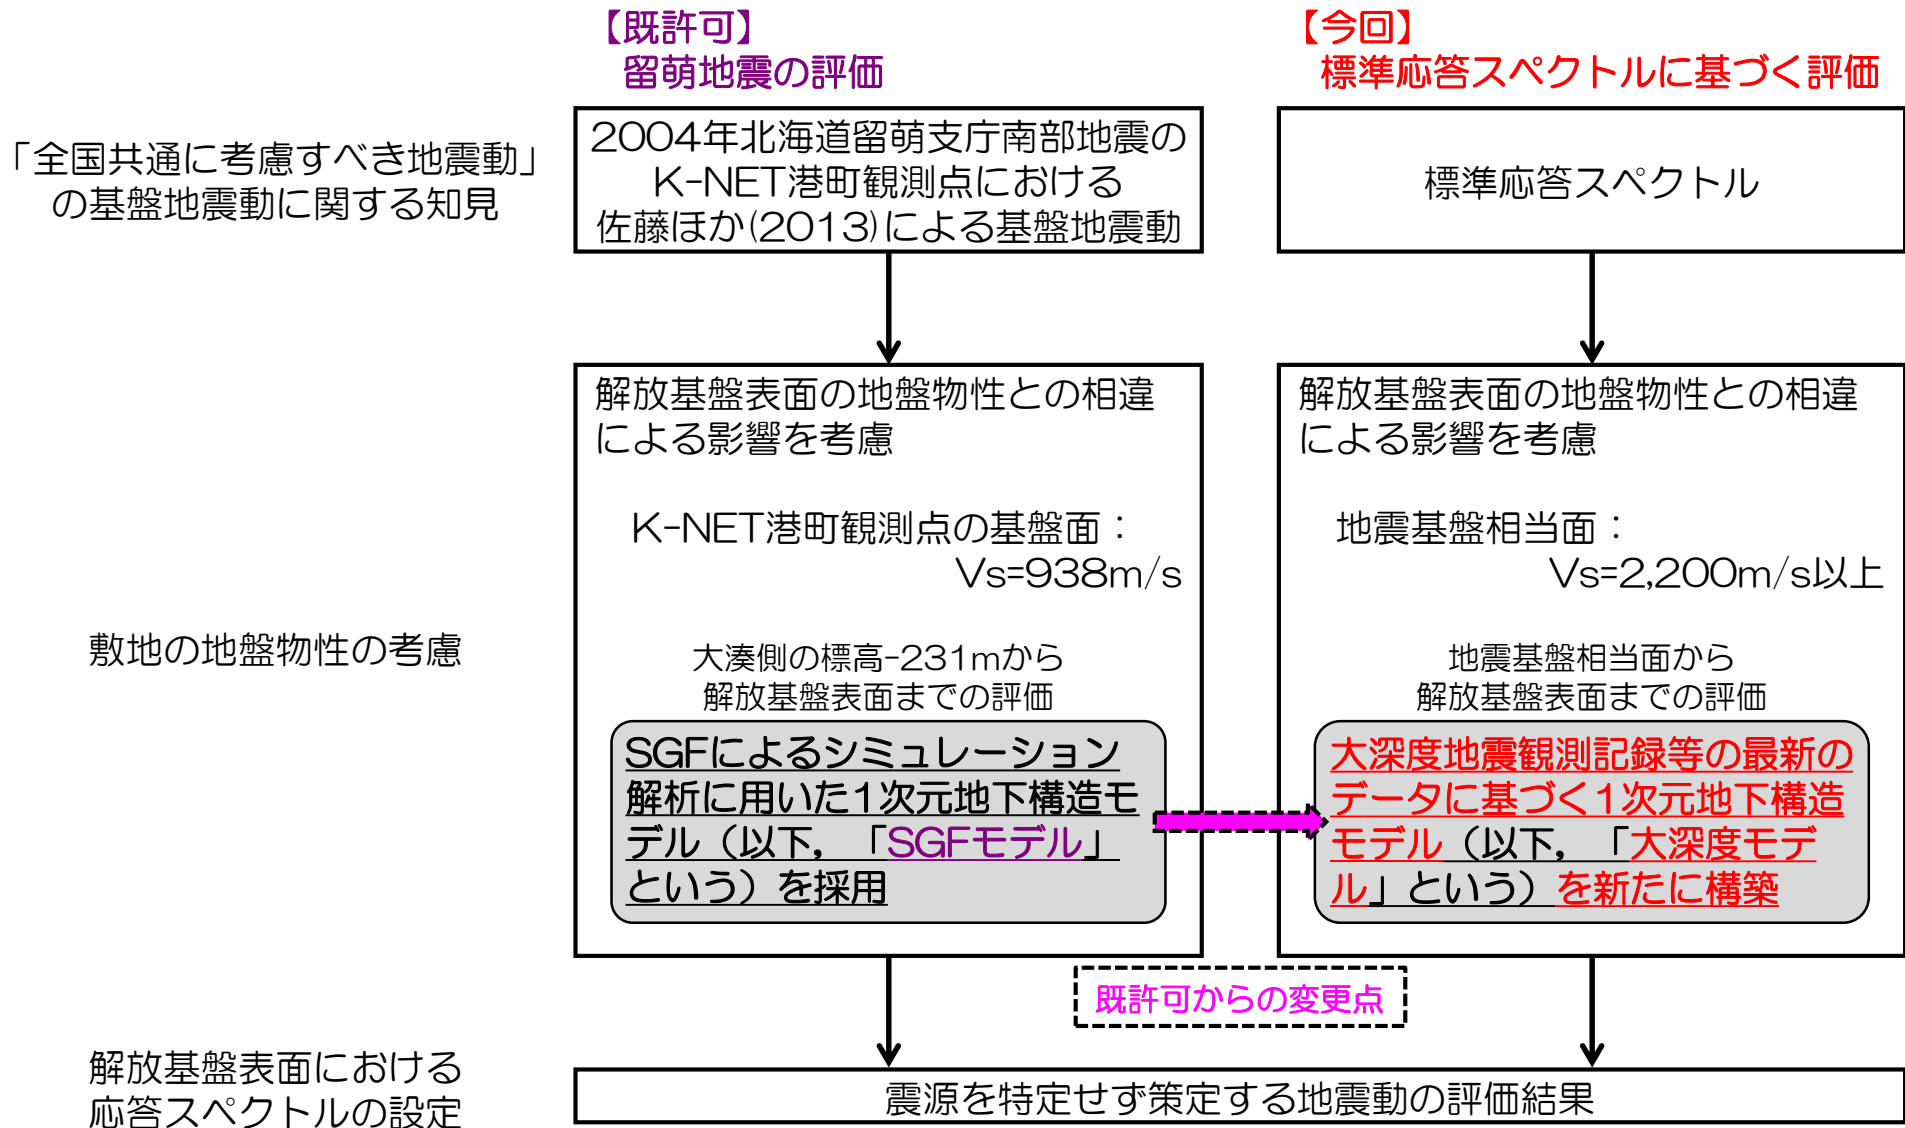 【既許可】
留萌地震の評価
【今回】
標準応答スペクトルに基づく評価
「全国共通に考慮すべき地震動」
の基盤地震動に関する知見
2004年北海道留萌支庁南部地震の
K-NET港町観測点における
佐藤ほか(2013)による基盤地震動
標準応答スペクトル
敷地の地盤物性の考慮
解放基盤表面の地盤物性との相違
による影響を考慮
K-NET港町観測点の基盤面：
Vs=938m/s
大湊側の標高-231mから
解放基盤表面までの評価
SGFによるシミュレーション
解析に用いた1次元地下構造モ
デル（以下，「SGFモデル」
という）を採用
解放基盤表面の地盤物性との相違
による影響を考慮
地震基盤相当面：
Vs=2,200m/s以上
地震基盤相当面から
解放基盤表面までの評価
大深度地震観測記録等の最新の
データに基づく1次元地下構造
モデル（以下，「大深度モデ
ル」という）を新たに構築
既許可からの変更点
解放基盤表面における
応答スペクトルの設定
震源を特定せず策定する地震動の評価結果